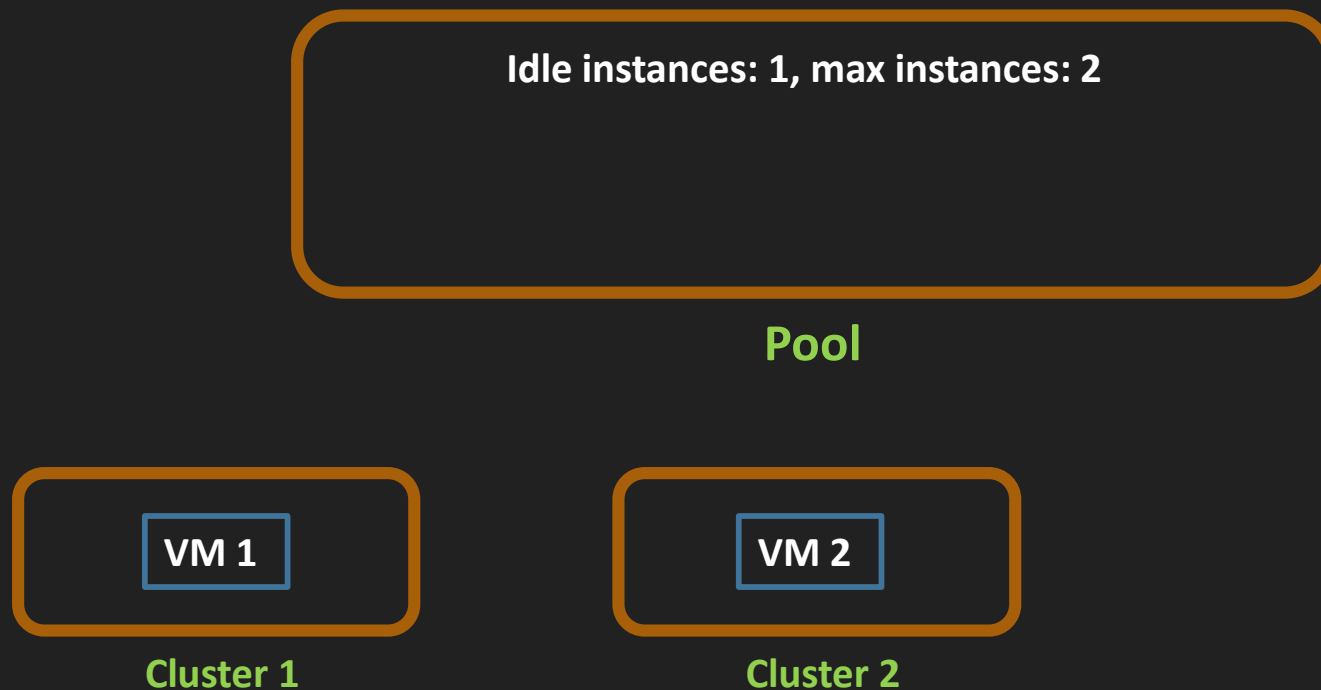 Idle instances: 1, max instances: 2
Pool
VM 1
VM 2
Cluster 1
Cluster 2